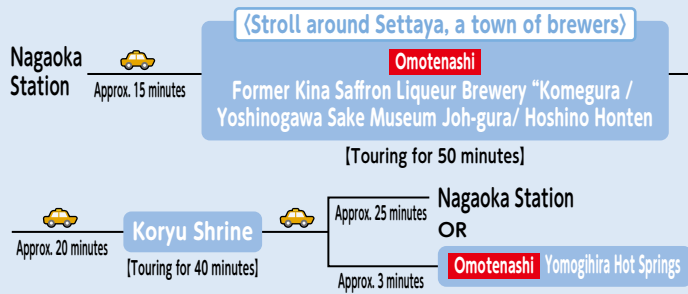 〈Stroll around Settaya, a town of brewers〉
Nagaoka
Station
Approx. 15 minutes
Omotenashi
Former Kina Saffron Liqueur Brewery “Komegura /
Yoshinogawa Sake Museum Joh-gura/ Hoshino Honten
[Touring for 50 minutes]
Approx. 20 minutes
Koryu Shrine
[Touring for 40 minutes]
Approx. 25 minutes
Nagaoka Station
OR
Approx. 3 minutes
Omotenashi Yomogihira Hot Springs